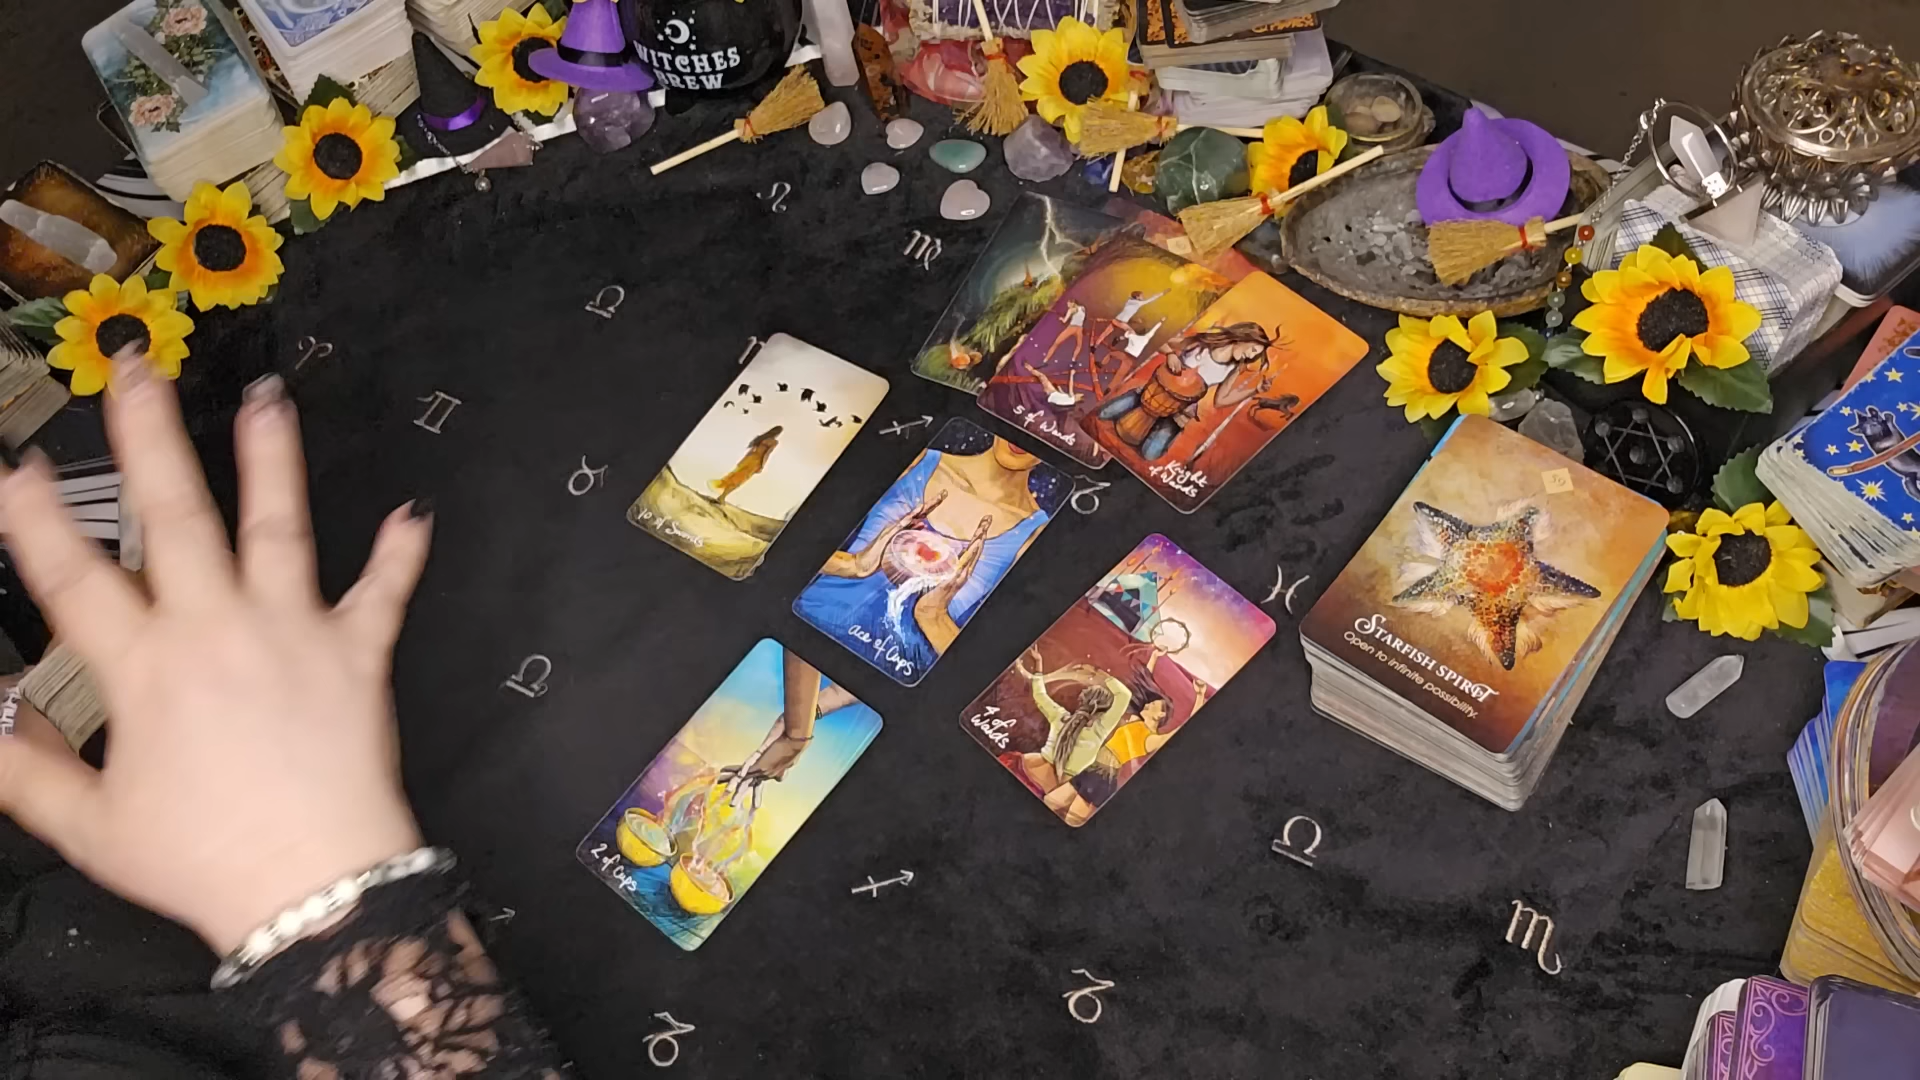 WITCHES
BREW
5 of Wands
Knight
of Wands
10 of Swords
ace of Cups
4 of
Wands
2 of Cups
50
STARFISH SPIRIT
Open to infinite possibility.